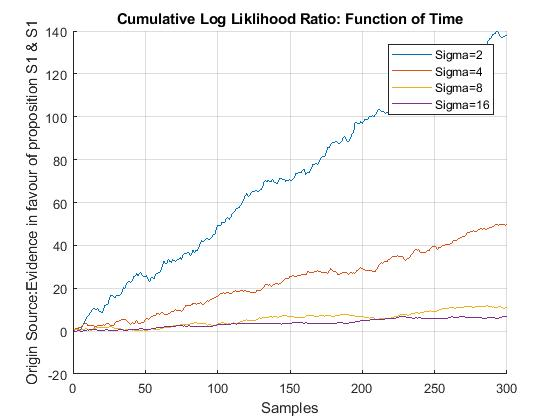 Cumulative Log Liklihood Ratio: Function of Time
Origin Source:Evidence in favour of proposition S1 & S1
140
120
100
80
60
40
20
0
-20
Sigma=2
Sigma=4
Sigma=8
Sigma=16
0 50 100 150 200 250 300
Samples